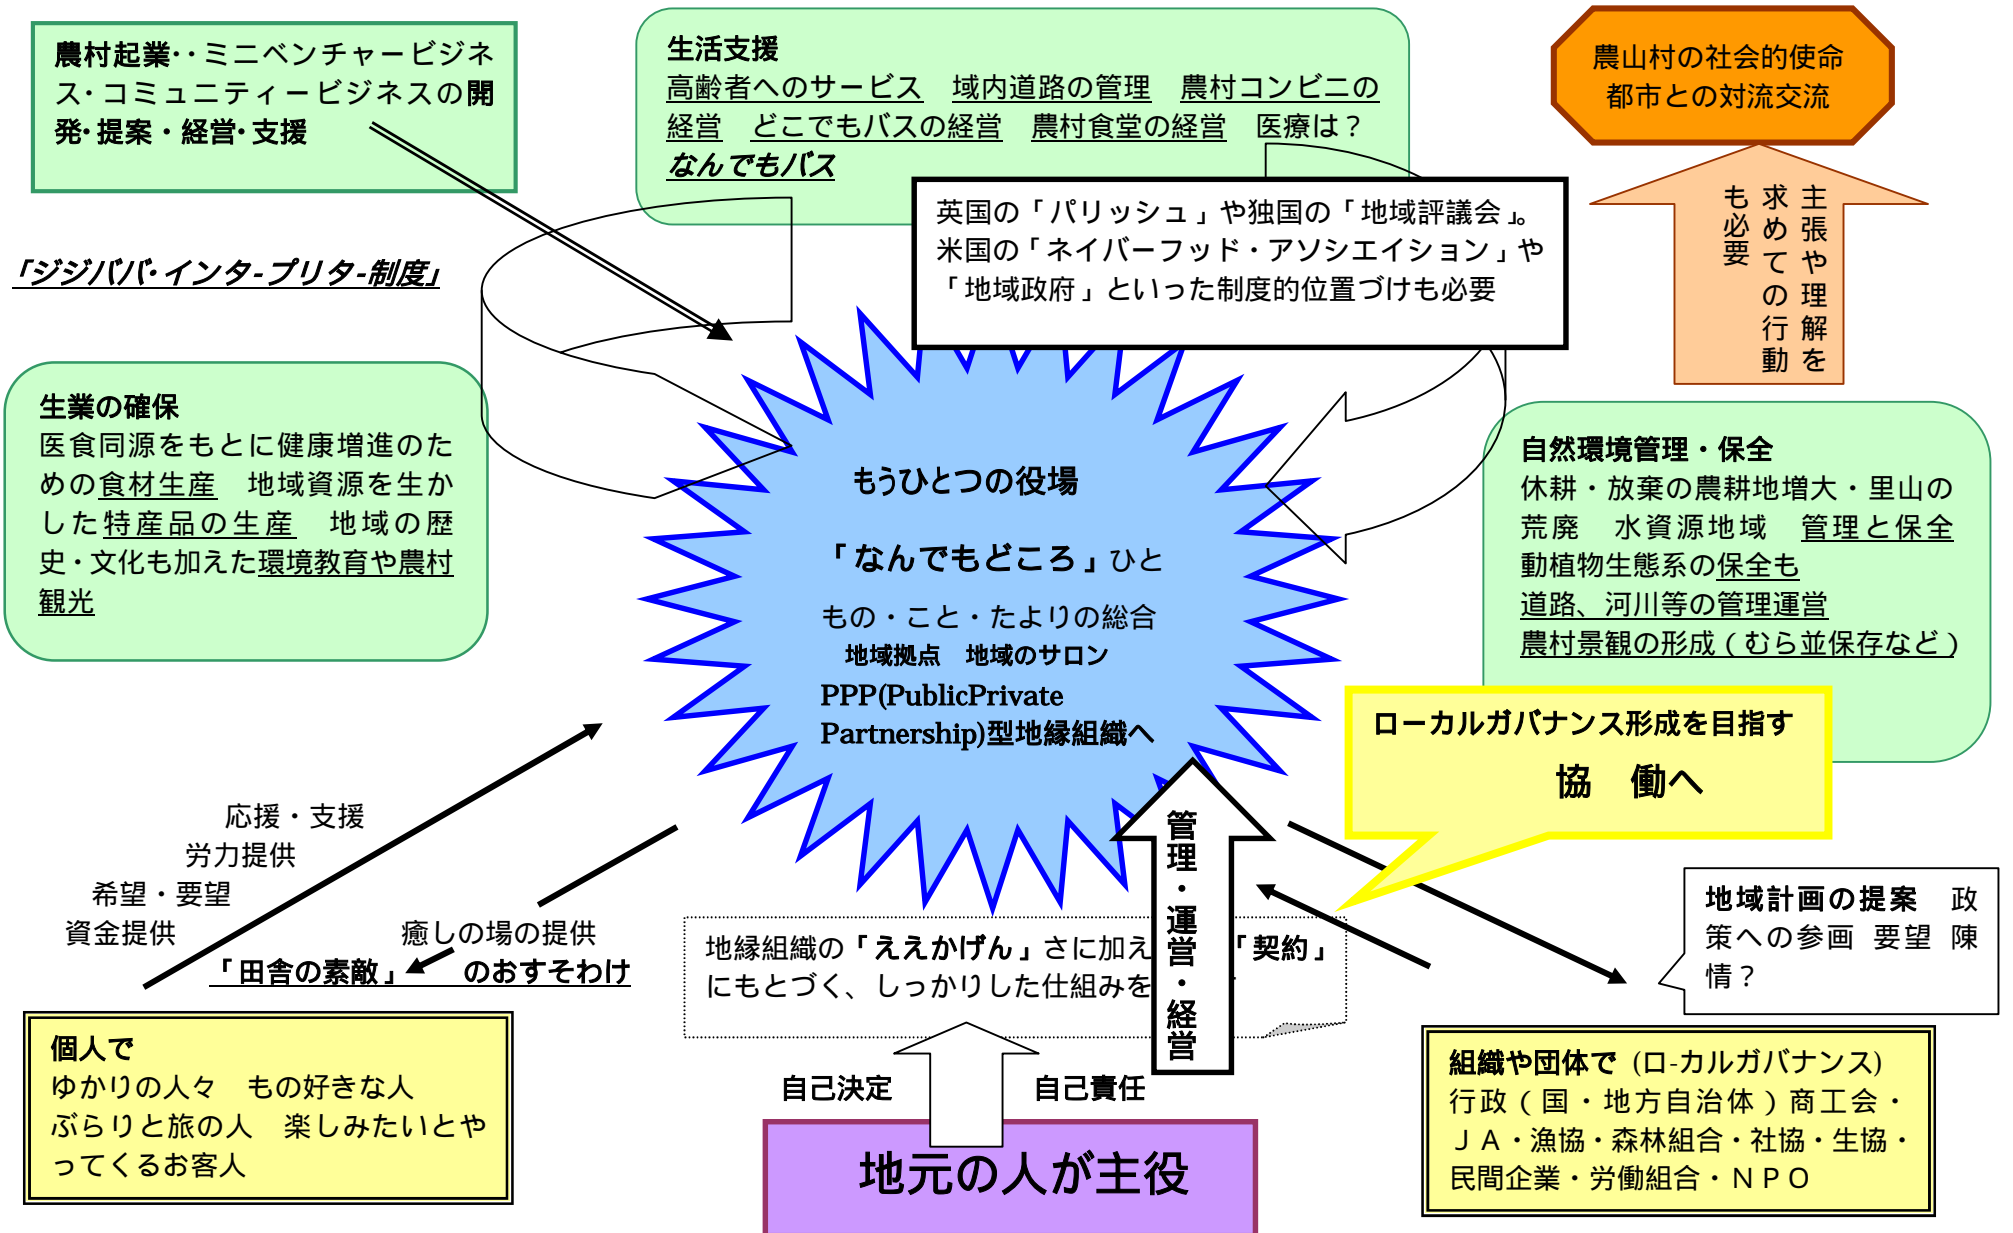 農村起業‥ミニベンチャービジネ
ス・コミュニティービジネスの開
発・提案・経営・支援
生活支援
高齢者へのサービス　域内道路の管理　農村コンビニの
経営　どこでもバスの経営　農村食堂の経営　医療は？
なんでもバス
農山村の社会的使命
都市との対流交流
英国の「パリッシュ」や独国の「地域評議会」。
米国の「ネイバーフッド・アソシエイション」や
「地域政府」といった制度的位置づけも必要
主張や理解を
求めての行動
も必要
「ジジババ・インタ-プリタ-制度」
生業の確保
医食同源をもとに健康増進のた
めの食材生産　地域資源を生か
した特産品の生産　地域の歴
史・文化も加えた環境教育や農村
観光
もうひとつの役場
「なんでもどころ」ひと
もの・こと・たよりの総合
地域拠点　地域のサロン
PPP(PublicPrivate
Partnership)型地縁組織へ
自然環境管理・保全
休耕・放棄の農耕地増大・里山の
荒廃　水資源地域　管理と保全
動植物生態系の保全も
道路、河川等の管理運営
農村景観の形成（むら並保存など）
ローカルガバナンス形成を目指す
協　働へ
応援・支援
労力提供
希望・要望
資金提供
癒しの場の提供
「田舎の素敵」　　のおすそわけ
管理・運営・経営
地縁組織の「ええかげん」さに加え　「契約」
にもとづく、しっかりした仕組みを
地域計画の提案　政
策への参画 要望 陳
情？
個人で
ゆかりの人々　もの好きな人
ぶらりと旅の人　楽しみたいとや
ってくるお客人
自己決定
自己責任
地元の人が主役
組織や団体で (ロ-カルガバナンス)
行政（国・地方自治体）商工会・
ＪＡ・漁協・森林組合・社協・生協・
民間企業・労働組合・ＮＰＯ